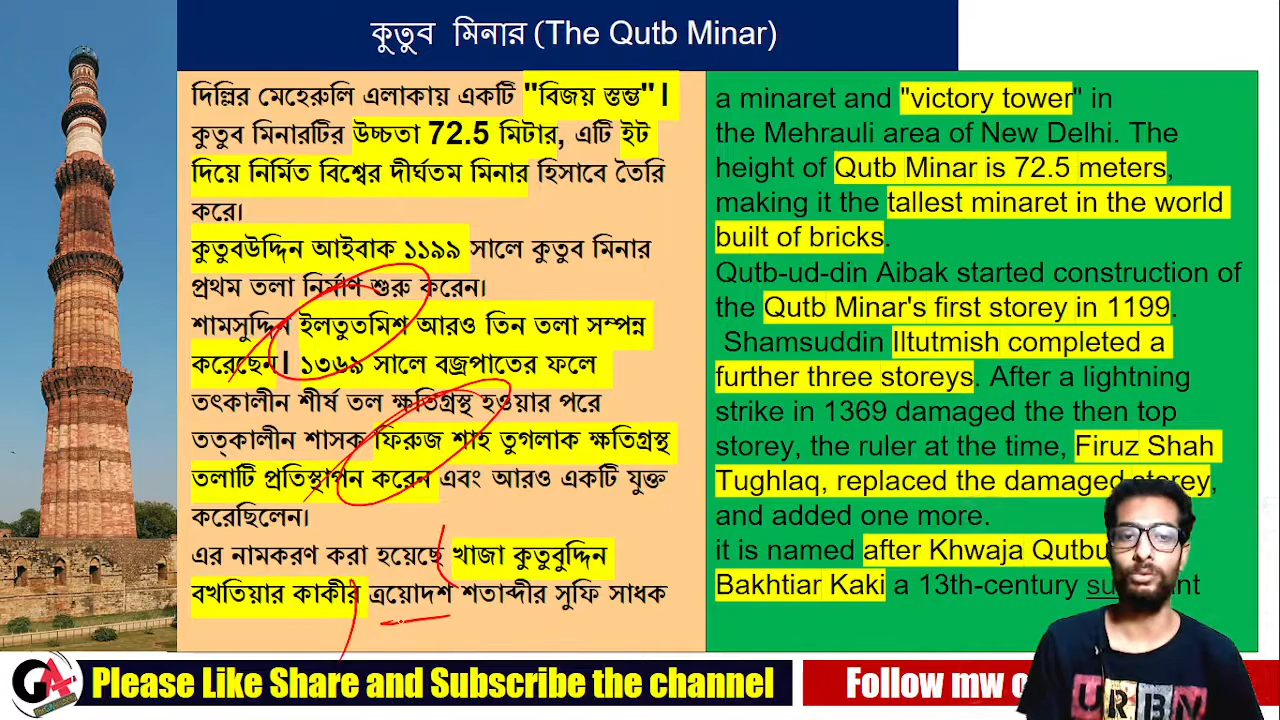 কুতুব মিনার (The Qutb Minar)
দিল্লির মেহেরুলি এলাকায় একটি "বিজয় স্তম্ভ"।
কুতুব মিনারটির উচ্চতা 72.5 মিটার, এটি ইট
দিয়ে নির্মিত বিশ্বের দীর্ঘতম মিনার হিসাবে তৈরি
করে।
কুতুবউদ্দিন আইবাক ১১৯৯ সালে কুতুব মিনার
প্রথম তলা নির্মাণ শুরু করেন।
শামসুদ্দিন ইলতুতমিশ আরও তিন তলা সম্পন্ন
করেছেন। ১৩৬৯ সালে বজ্রপাতের ফলে
তৎকালীন শীর্ষ তল ক্ষতিগ্রস্থ হওয়ার পরে
তত্কালীন শাসক ফিরুজ শাহ তুগলাক ক্ষতিগ্রস্থ
তলাটি প্রতিস্থাপন করেন এবং আরও একটি যুক্ত
করেছিলেন।
এর নামকরণ করা হয়েছে খাজা কুতুবুদ্দিন
বখতিয়ার কাকীর ত্রয়োদশ শতাব্দীর সুফি সাধক
a minaret and "victory tower" in
the Mehrauli area of New Delhi. The
height of Qutb Minar is 72.5 meters,
making it the tallest minaret in the world
built of bricks.
Qutb-ud-din Aibak started construction of
the Qutb Minar's first storey in 1199.
Shamsuddin Iltutmish completed a
further three storeys. After a lightning
strike in 1369 damaged the then top
storey, the ruler at the time, Firuz Shah
Tughlaq, replaced the damaged storey,
and added one more.
it is named after Khwaja
Bakhtiar Kaki a 13th-century
GA
Please Like Share and Subscribe the channel
Follow mw
URBN